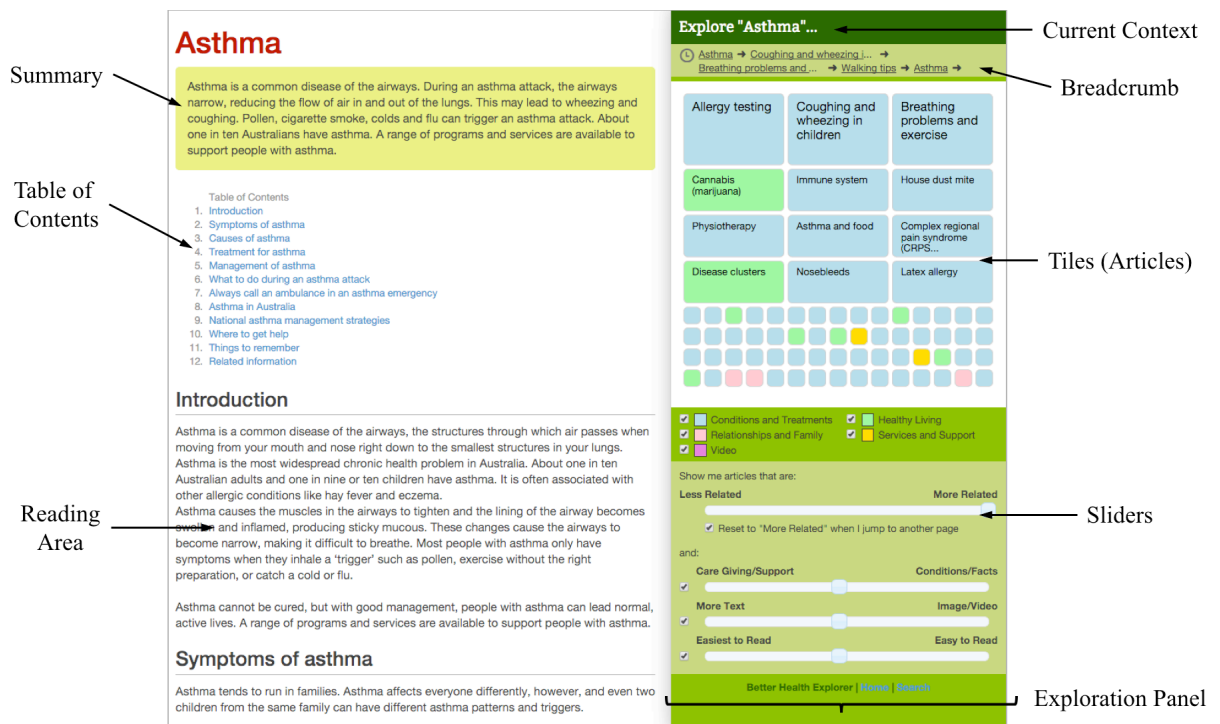 Summary
Table of
Contents
Reading
Area
Asthma
Asthma is a common disease of the airways. During an asthma attack, the airways
narrow, reducing the flow of air in and out of the lungs. This may lead to wheezing and
coughing. Pollen, cigarette smoke, colds and flu can trigger an asthma attack. About
one in ten Australians have asthma. A range of programs and services are available to
support people with asthma.
Table of Contents
1. Introduction
2. Symptoms of asthma
3. Causes of asthma
4. Treatment for asthma
5. Management of asthma
6. What to do during an asthma attack
7. Always call an ambulance in an asthma emergency
8. Asthma in Australia
9. National asthma management strategies
10. Where to get help
11. Things to remember
12. Related information
Introduction
Asthma is a common disease of the airways, the structures through which air passes when
moving from your mouth and nose right down to the smallest structures in your lungs.
Asthma is the most widespread chronic health problem in Australia. About one in ten
Australian adults and one in nine or ten children have asthma. It is often associated with
other allergic conditions like hay fever and eczema.
Asthma causes the muscles in the airways to tighten and the lining of the airway becomes
swollen and inflamed, producing sticky mucous. These changes cause the airways to
become narrow, making it difficult to breathe. Most people with asthma only have
symptoms when they inhale a ‘trigger’ such as pollen, exercise without the right
preparation, or catch a cold or flu.
Asthma cannot be cured, but with good management, people with asthma can lead normal,
active lives. A range of programs and services are available to support people with asthma.
Symptoms of asthma
Asthma tends to run in families. Asthma affects everyone differently, however, and even two
children from the same family can have different asthma patterns and triggers.
Explore "Asthma"...
Asthma ➔ Coughing and wheezing i... ➔
Breathing problems and ... ➔ Walking tips ➔ Asthma ➔
Allergy testing
Coughing and
wheezing in
children
Breathing
problems and
exercise
Cannabis
(marijuana)
Immune system
House dust mite
Physiotherapy
Asthma and food
Complex regional
pain syndrome
(CRPS...
Disease clusters
Nosebleeds
Latex allergy
Conditions and Treatments
Healthy Living
Relationships and Family
Services and Support
Video
Show me articles that are:
Less Related More Related
Reset to "More Related" when I jump to another page
and:
Care Giving/Support Conditions/Facts
More Text Image/Video
Easiest to Read Easy to Read
Better Health Explorer | Home | Search
Current Context
Breadcrumb
Tiles (Articles)
Sliders
Exploration Panel